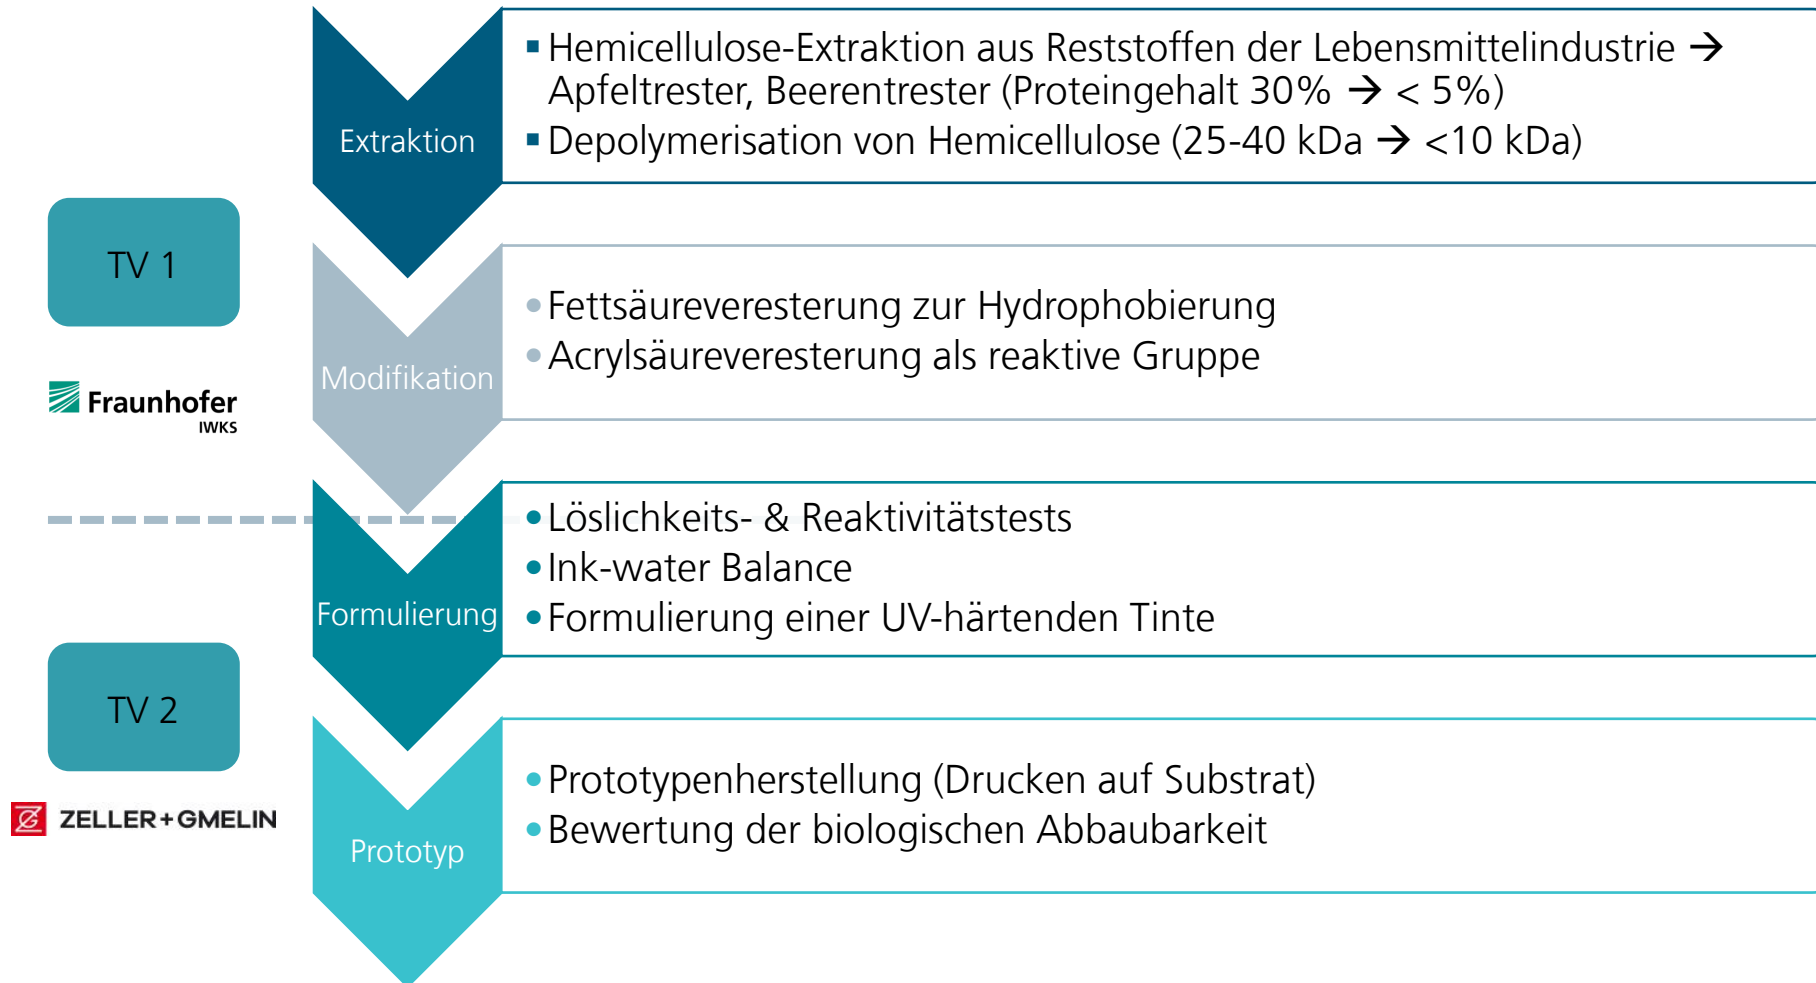 Extraktion
▪ Hemicellulose-Extraktion aus Reststoffen der Lebensmittelindustrie →
Apfeltrester, Beerentrester (Proteingehalt 30% → < 5%)
▪ Depolymerisation von Hemicellulose (25-40 kDa → <10 kDa)
TV 1
Fraunhofer
IWKS
Modifikation
• Fettsäureveresterung zur Hydrophobierung
• Acrylsäureveresterung als reaktive Gruppe
Formulierung
• Löslichkeits- & Reaktivitätstests
• Ink-water Balance
• Formulierung einer UV-härtenden Tinte
TV 2
ZELLER+GMELIN
Prototyp
• Prototypenherstellung (Drucken auf Substrat)
• Bewertung der biologischen Abbaubarkeit